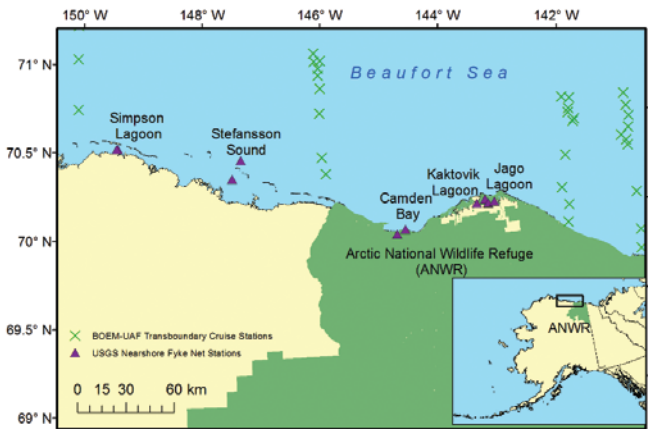 150° W
148° W
146° W
144° W
142° W
71° N
70.5° N
70° N
69.5° N
69° N
Beaufort Sea
Simpson
Lagoon
Stefansson
Sound
Camden
Bay
Kaktovik
Lagoon
Jago
Lagoon
Arctic National Wildlife Refuge
(ANWR)
BOEM-UAF Transboundary Cruise Stations
USGS Nearshore Fyke Net Stations
0 15 30 60 km
ANWR